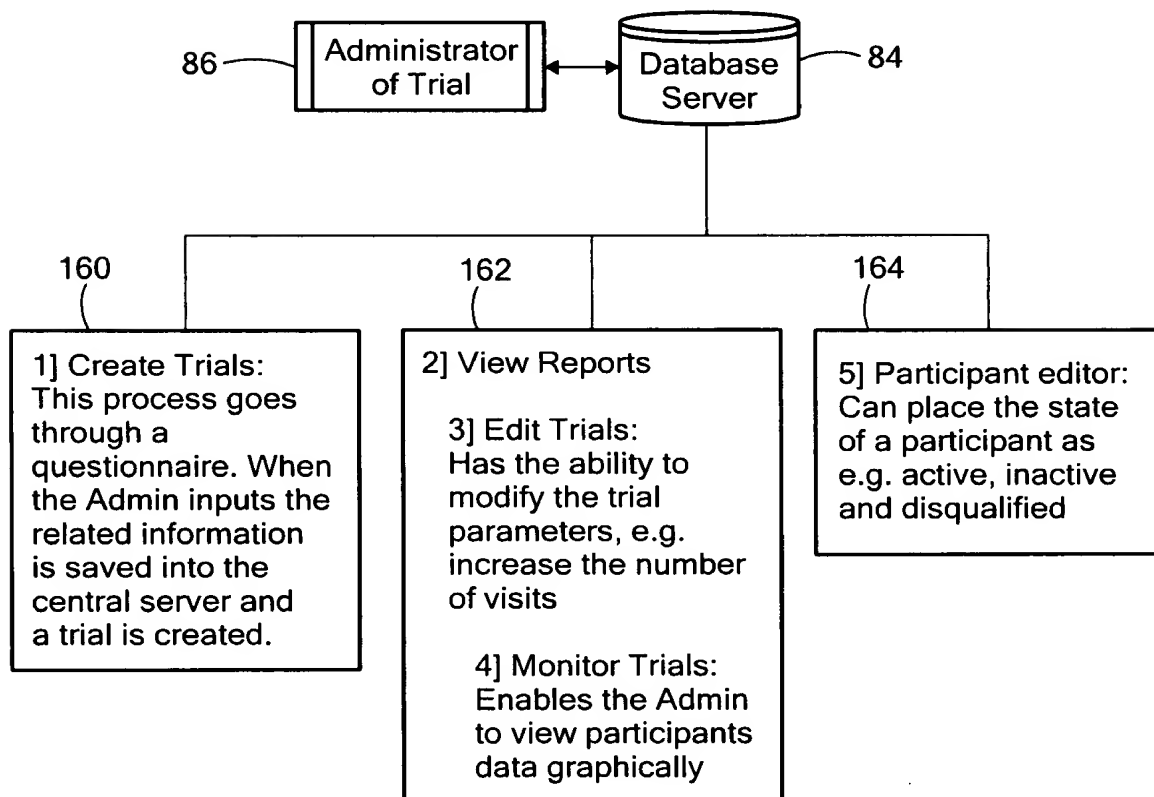 86
Administrator
of Trial
Database
Server
84
160
1] Create Trials:
This process goes
through a
questionnaire. When
the Admin inputs the
related information
is saved into the
central server and
a trial is created.
162
2] View Reports
3] Edit Trials:
Has the ability to
modify the trial
parameters, e.g.
increase the number
of visits
4] Monitor Trials:
Enables the Admin
to view participants
data graphically
164
5] Participant editor:
Can place the state
of a participant as
e.g. active, inactive
and disqualified